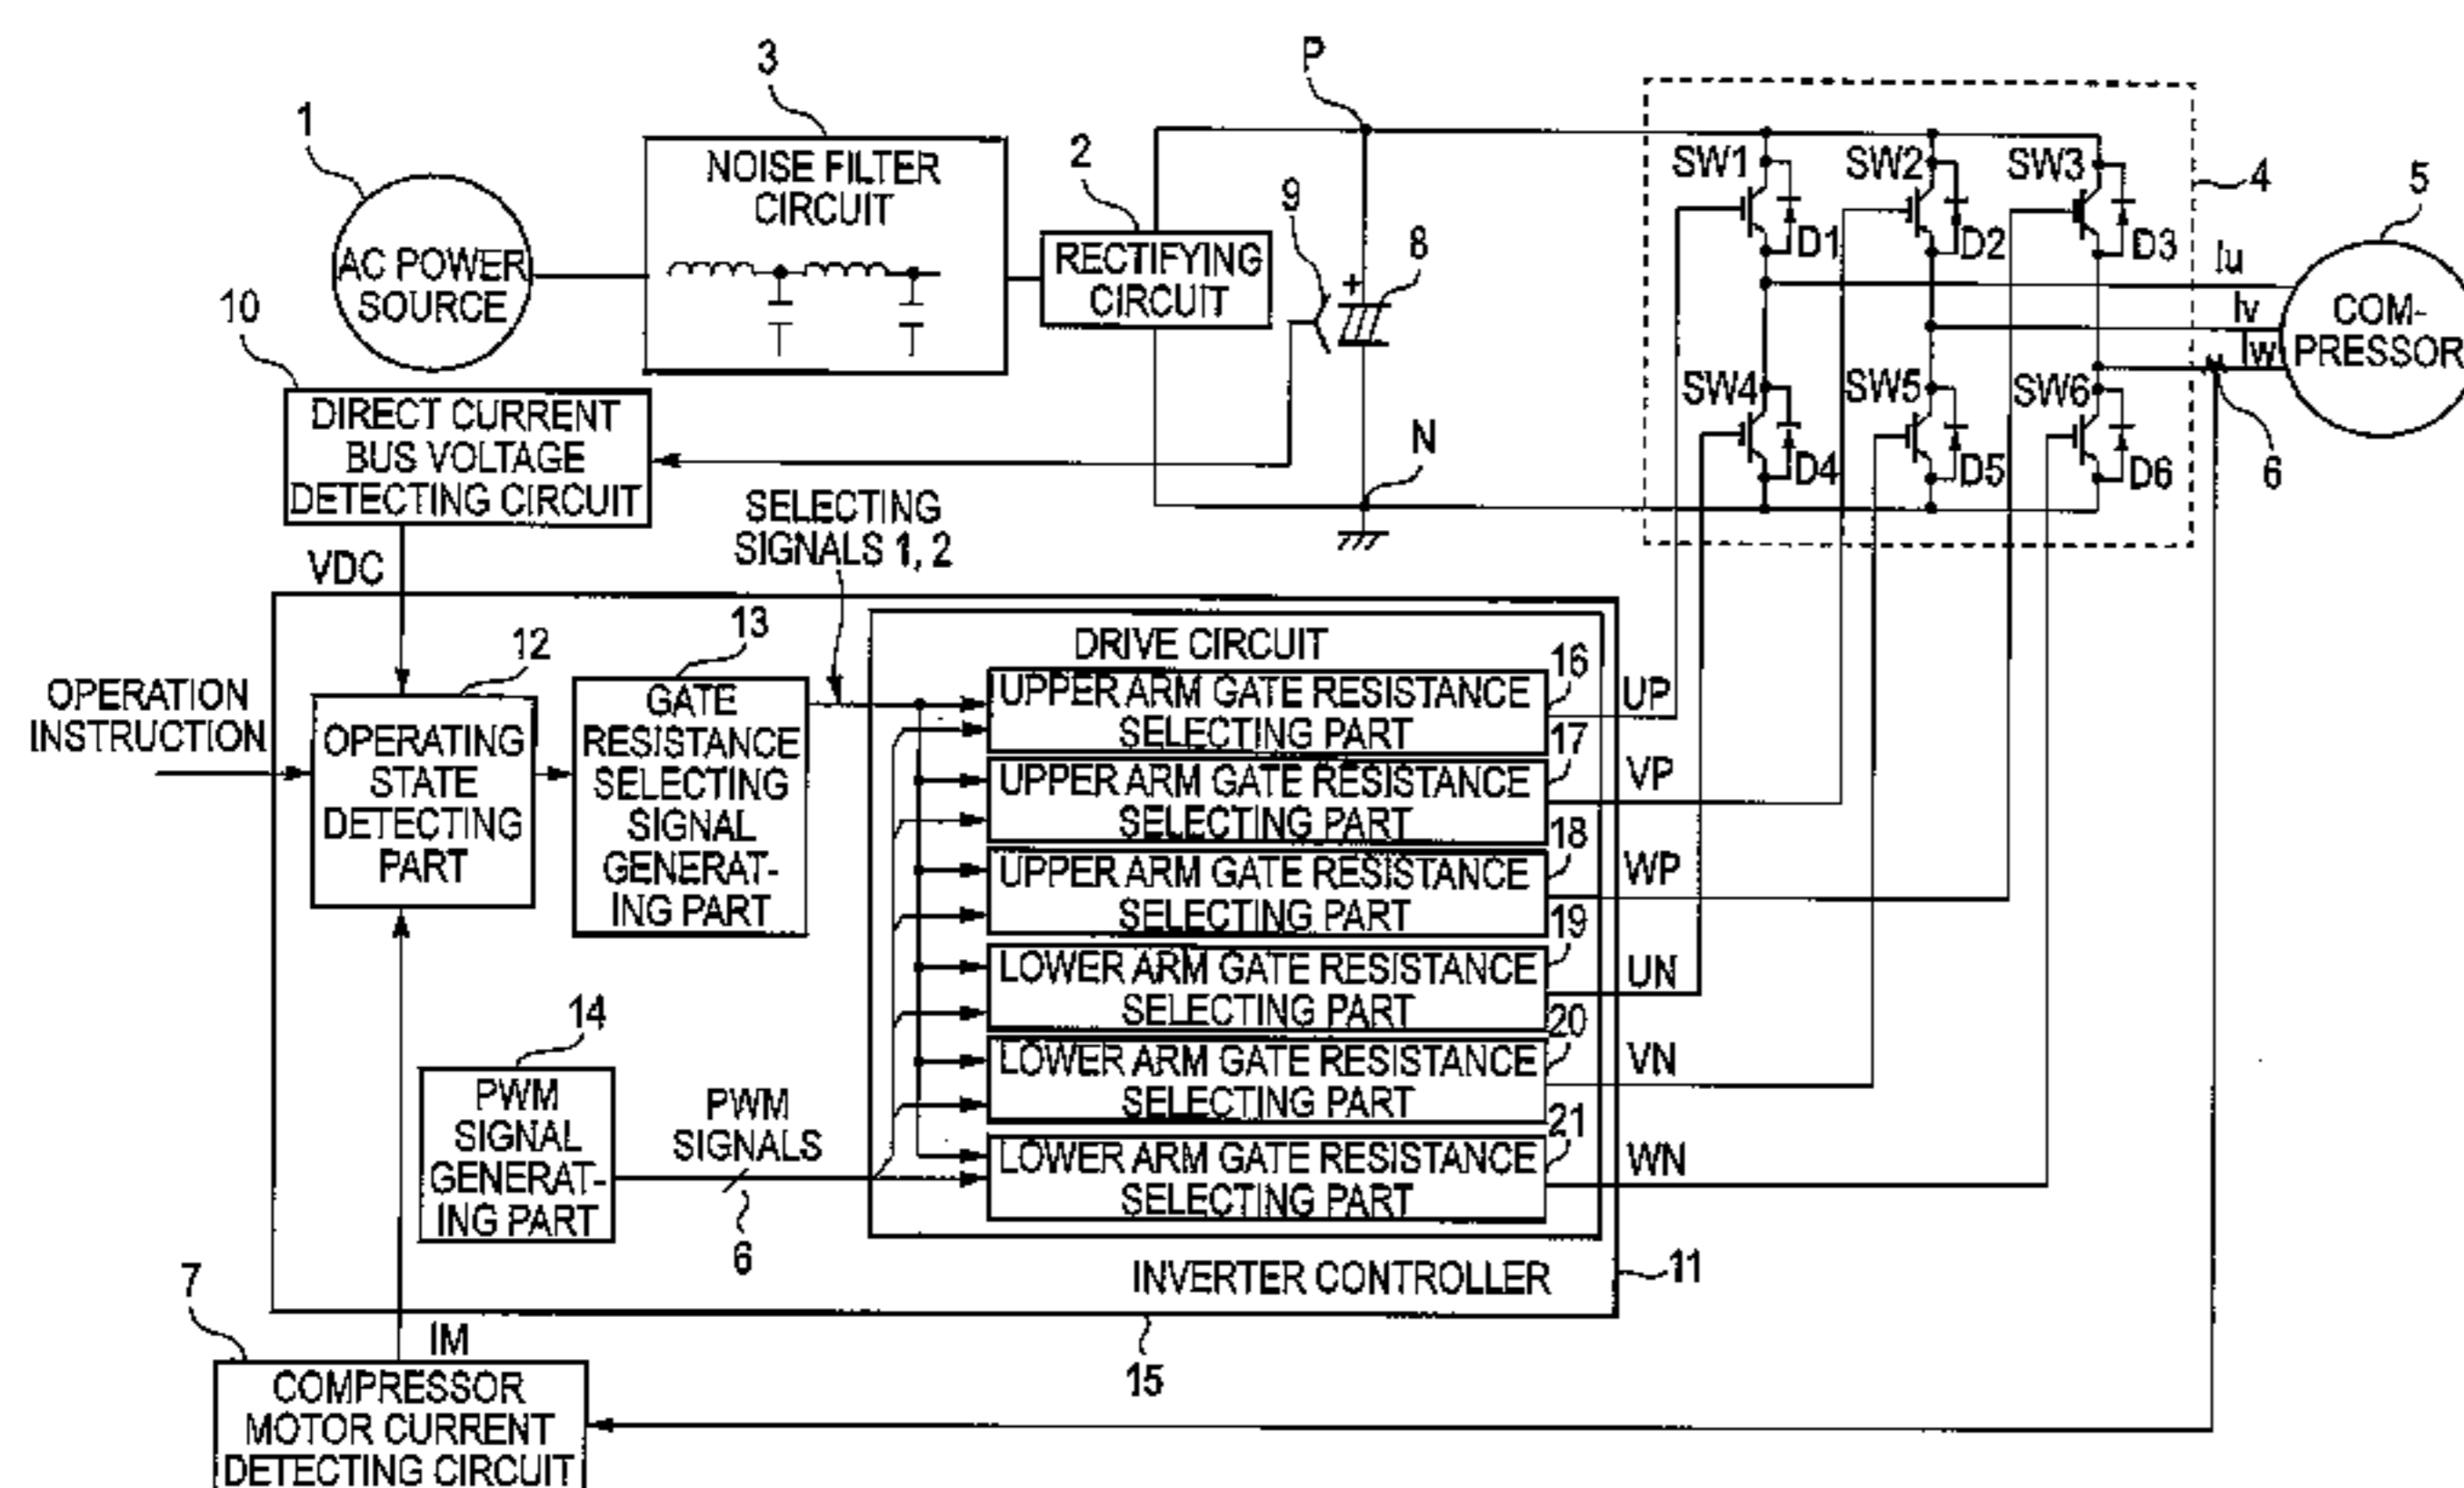 3
P
1
NOISE FILTER
CIRCUIT
2
9
SW1
SW2
SW3
4
5
AC POWER
SOURCE
RECTIFYING
CIRCUIT
+
8
D1
D2
D3
Iu
Iv
Iw
COM-
PRESSOR
10
DIRECT CURRENT
BUS VOLTAGE
DETECTING CIRCUIT
N
SW4
SW5
SW6
D4
D5
D6
6
SELECTING
SIGNALS 1, 2
VDC
12
13
DRIVE CIRCUIT
OPERATION
INSTRUCTION
OPERATING
STATE
DETECTING
PART
GATE
RESISTANCE
SELECTING
SIGNAL
GENERAT-
ING PART
UPPER ARM GATE RESISTANCE
SELECTING PART
16
UP
UPPER ARM GATE RESISTANCE
SELECTING PART
17
VP
UPPER ARM GATE RESISTANCE
SELECTING PART
18
WP
LOWER ARM GATE RESISTANCE
SELECTING PART
19
UN
LOWER ARM GATE RESISTANCE
SELECTING PART
20
VN
LOWER ARM GATE RESISTANCE
SELECTING PART
21
WN
14
PWM
SIGNAL
GENERAT-
ING PART
PWM
SIGNALS
6
INVERTER CONTROLLER
11
15
7
IM
COMPRESSOR
MOTOR CURRENT
DETECTING CIRCUIT